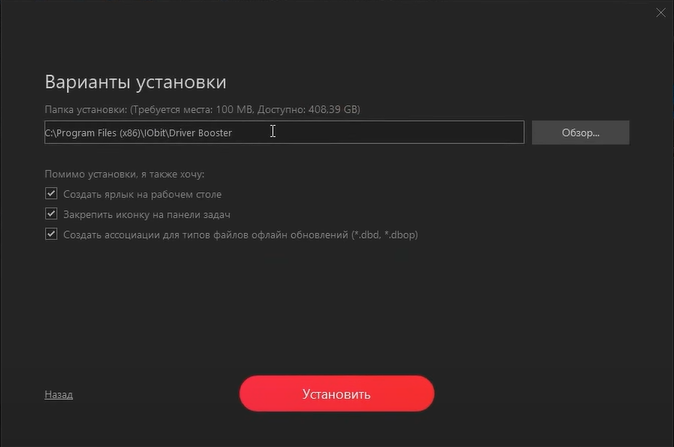 Варианты установки
Папка установки: (Требуется места: 100 MB, Доступно: 408,39 GB)
C:\Program Files (x86)\IObit\Driver Booster
Обзор...
Помимо установки, я также хочу:
Создать ярлык на рабочем столе
Закрепить иконку на панели задач
Создать ассоциации для типов файлов офлайн обновлений (*.dbd, *.dbop)
Назад
Установить